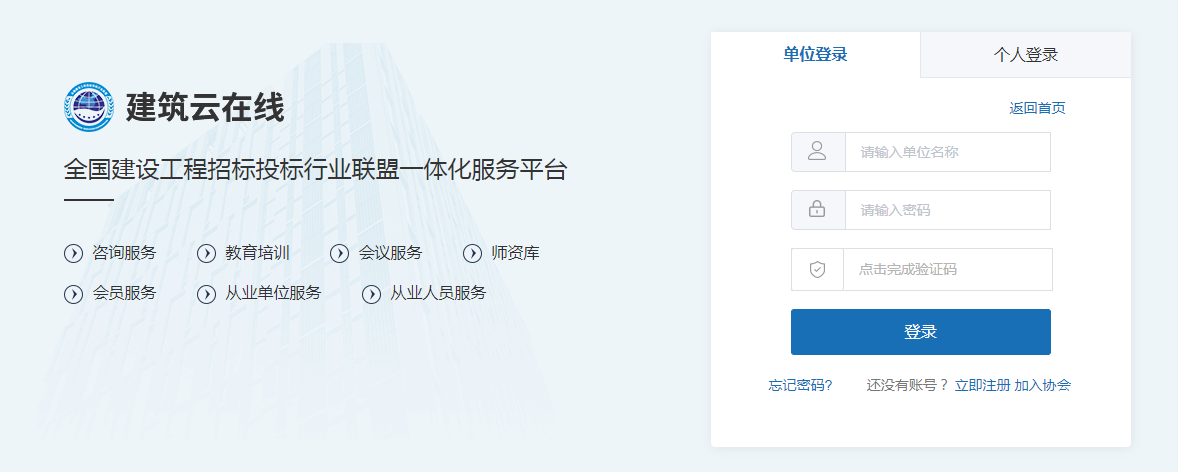 建筑云在线
全国建设工程招标投标行业联盟一体化服务平台
咨询服务 教育培训 会议服务 师资库
会员服务 从业单位服务 从业人员服务
单位登录 个人登录
返回首页
请输入单位名称
请输入密码
点击完成验证码
登录
忘记密码? 还没有账号？ 立即注册 加入协会